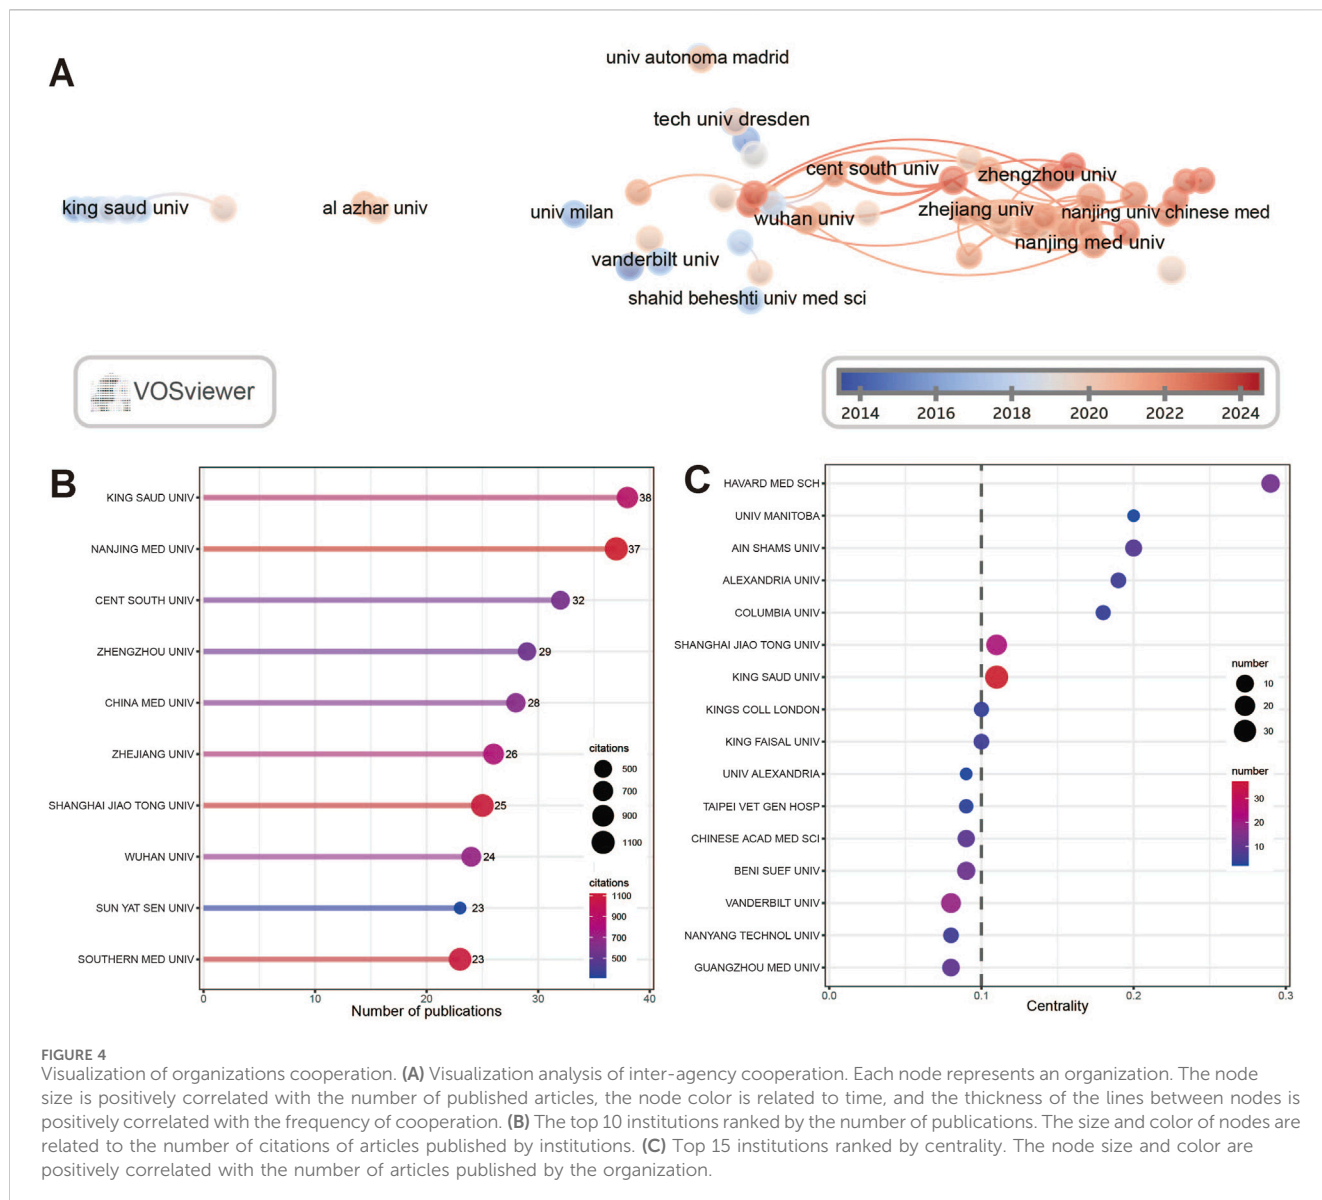 A
univ autonoma madrid
tech univ dresden
cent south univ
zhengzhou univ
king saud univ
al azhar univ
univ milan
wuhan univ
zhejiang univ
nanjing univ chinese med
nanjing med univ
vanderbilt univ
shahid beheshti univ med sci
VOSviewer
2014 2016 2018 2020 2022 2024
B
KING SAUD UNIV 38
NANJING MED UNIV 37
CENT SOUTH UNIV 32
ZHENGZHOU UNIV 29
CHINA MED UNIV 28
ZHEJIANG UNIV 26
SHANGHAI JIAO TONG UNIV 25
WUHAN UNIV 24
SUN YAT SEN UNIV 23
SOUTHERN MED UNIV 23
citations
500
700
900
1100
citations
1100
900
700
500
0 10 20 30 40
Number of publications
C
HAVARD MED SCH
UNIV MANITOBA
AIN SHAMS UNIV
ALEXANDRIA UNIV
COLUMBIA UNIV
SHANGHAI JIAO TONG UNIV
KING SAUD UNIV
KINGS COLL LONDON
KING FAISAL UNIV
UNIV ALEXANDRIA
TAIPEI VET GEN HOSP
CHINESE ACAD MED SCI
BENI SUEF UNIV
VANDERBILT UNIV
NANYANG TECHNOL UNIV
GUANGZHOU MED UNIV
number
10
20
30
number
30
20
10
0.0 0.1 0.2 0.3
Centrality
FIGURE 4
Visualization of organizations cooperation. (A) Visualization analysis of inter-agency cooperation. Each node represents an organization. The node
size is positively correlated with the number of published articles, the node color is related to time, and the thickness of the lines between nodes is
positively correlated with the frequency of cooperation. (B) The top 10 institutions ranked by the number of publications. The size and color of nodes are
related to the number of citations of articles published by institutions. (C) Top 15 institutions ranked by centrality. The node size and color are
positively correlated with the number of articles published by the organization.